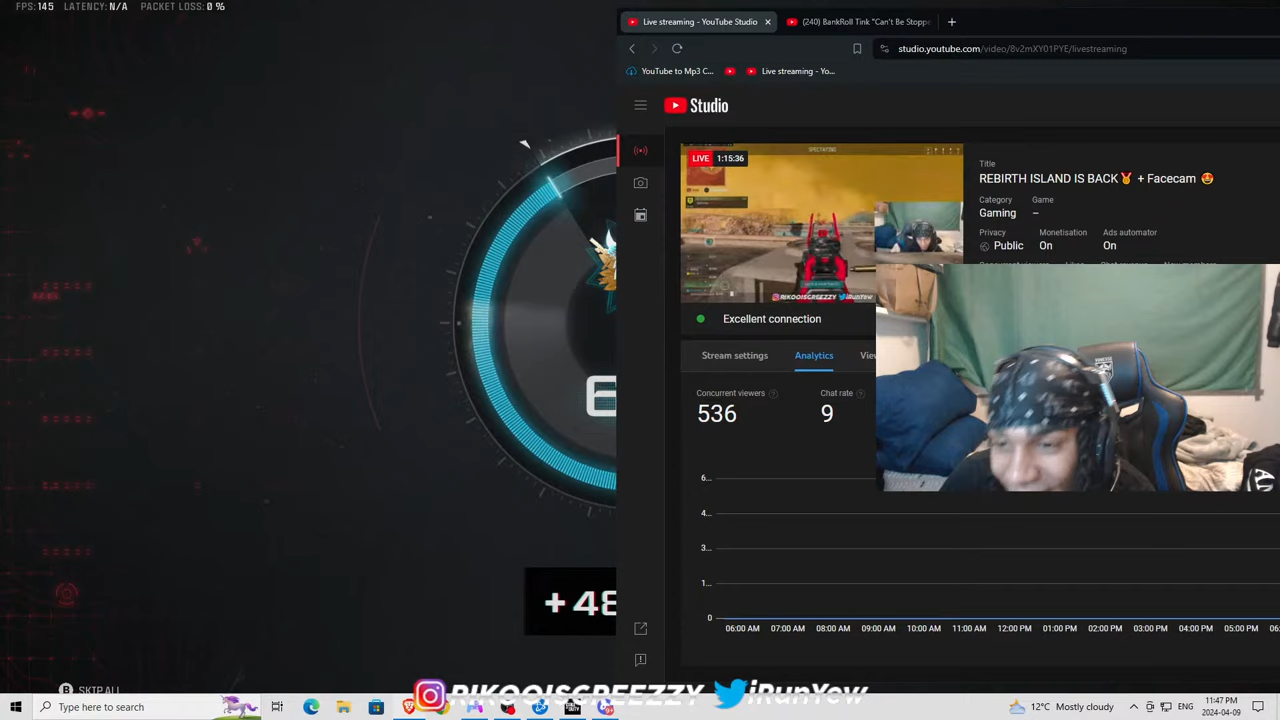 FPS: 145 LATENCY: N/A PACKET LOSS: 0 %
Live streaming - YouTube Studio
(240) BankRoll Tink "Can't Be Stoppe
studio.youtube.com/video/8v2mXY01PYE/livestreaming
YouTube to Mp3 C...
Live streaming - Yo...
Studio
LIVE 1:15:36
SPECTATING
Title
REBIRTH ISLAND IS BACK🏅 + Facecam 🤩
Category Game
Gaming –
Privacy Monetisation Ads automator
Public On On
RIKOOISGREEZZY iRunYew
Excellent connection
Stream settings Analytics
Concurrent viewers Chat rate
536 9
6...
4...
3...
1...
0
06:00 AM 07:00 AM 08:00 AM 09:00 AM 10:00 AM 11:00 AM 12:00 PM 01:00 PM 02:00 PM 03:00 PM 04:00 PM 05:00 PM
+48
B SKIP ALL
RIKOOISGREEZZY iRunYew
Type here to search
12°C Mostly cloudy
ENG
11:47 PM
2024-04-09